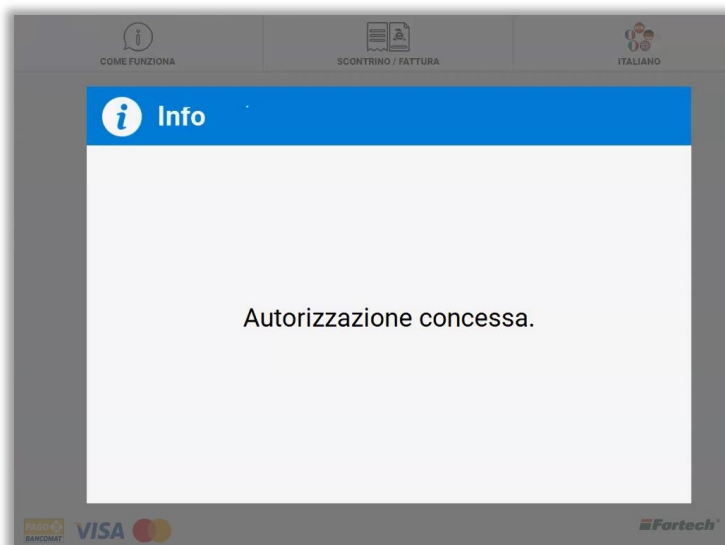 COME FUNZIONA
SCONTRINO / FATTURA
ITALIANO
Info
Autorizzazione concessa.
PAGO
BANCOMAT
VISA
Fortech